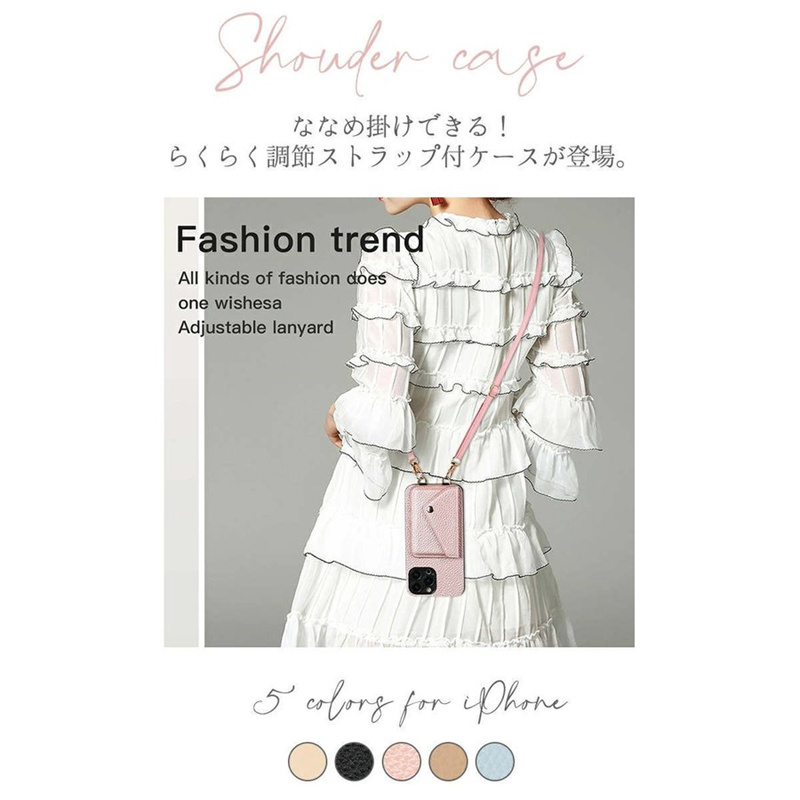 Shouder case
ななめ掛けできる！
らくらく調節ストラップ付ケースが登場。
Fashion trend
All kinds of fashion does
one wishesa
Adjustable lanyard
5 colors for iPhone